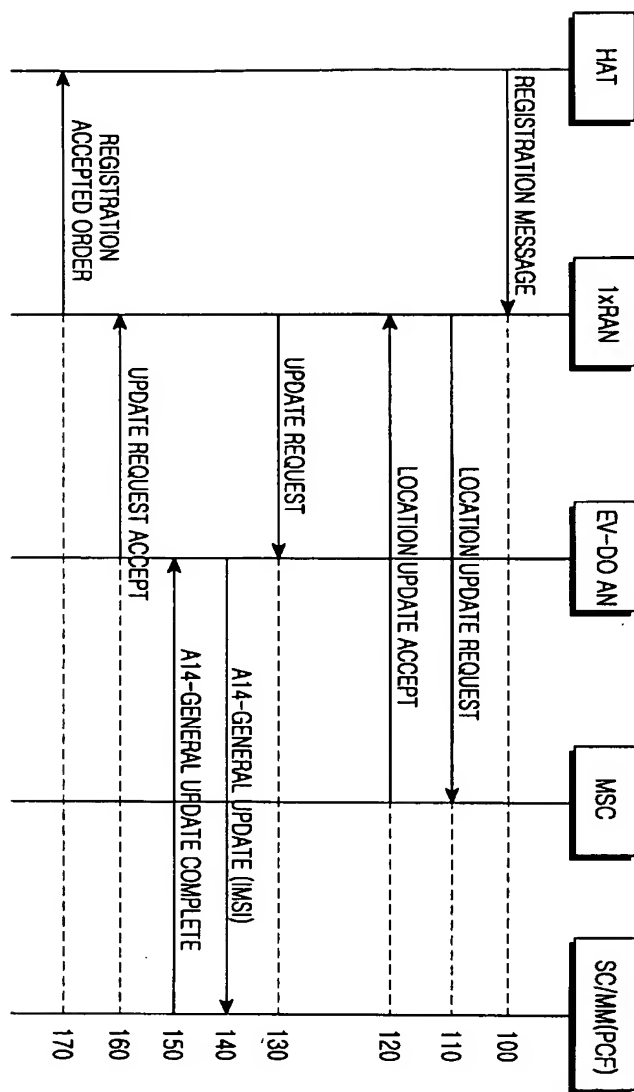 HAT
1xRAN
EV-DO AN
MSC
SC/MM(PCF)
REGISTRATION MESSAGE
100
LOCATION UPDATE REQUEST
110
LOCATION UPDATE ACCEPT
120
UPDATE REQUEST
130
A14-GENERAL UPDATE (IMSI)
140
A14-GENERAL UPDATE COMPLETE
150
UPDATE REQUEST ACCEPT
160
REGISTRATION
ACCEPTED ORDER
170